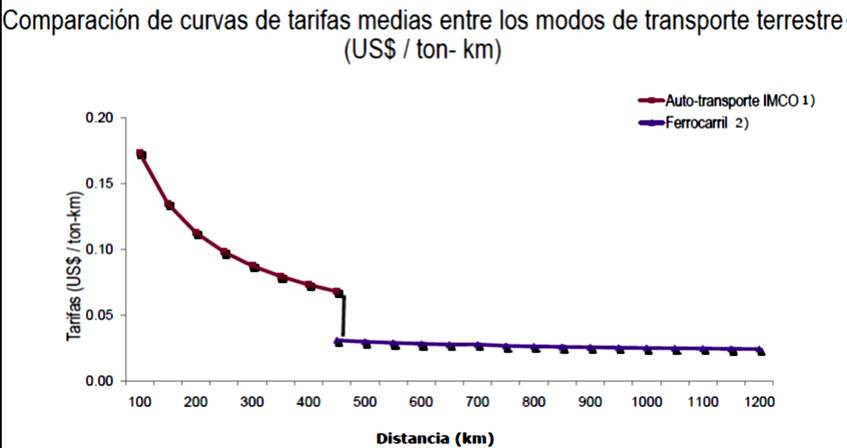 Comparación de curvas de tarifas medias entre los modos de transporte terrestre
(US$ / ton- km)
Auto-transporte IMCO 1)
Ferrocarril 2)
Tarifas (US$ / ton-km)
0.20
0.15
0.10
0.05
0.00
100 200 300 400 500 600 700 800 900 1000 1100 1200
Distancia (km)